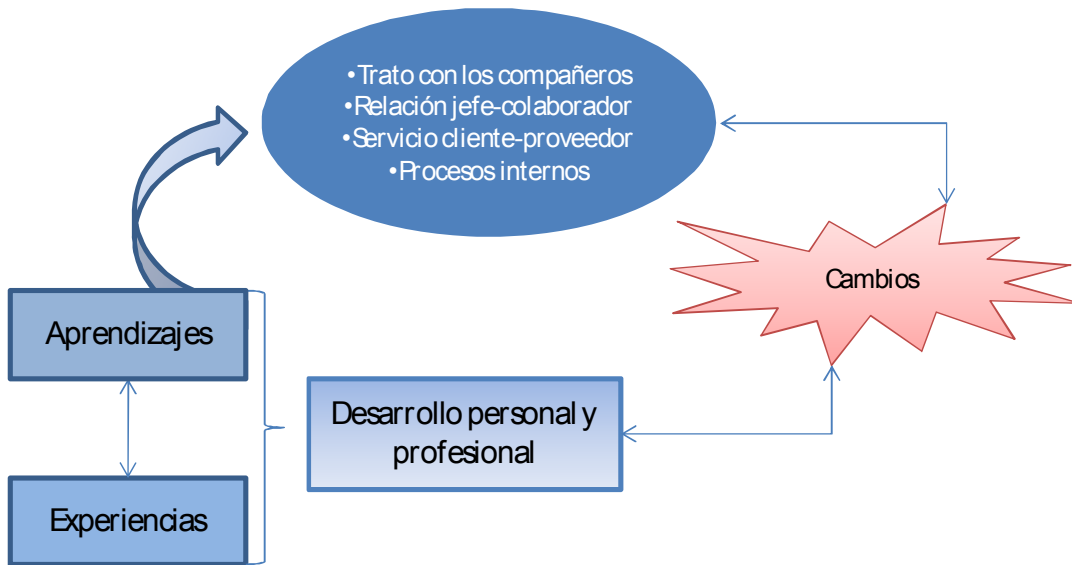 •Trato con los compañeros
•Relación jefe-colaborador
•Servicio cliente-proveedor
•Procesos internos
Cambios
Aprendizajes
Desarrollo personal y
profesional
Experiencias